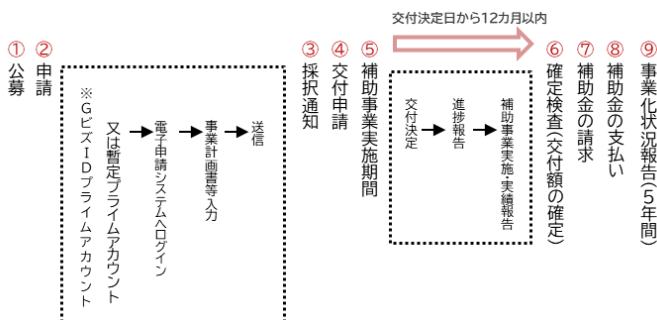 交付決定日から12カ月以内
①公募
②申請
※GビズIDプライムアカウント
又は暫定プライムアカウント
電子申請システムへログイン
事業計画書等入力
送信
③採択通知
④交付申請
⑤補助事業実施期間
交付決定
進捗報告
補助事業実施・実績報告
⑥確定検査(交付額の確定)
⑦補助金の請求
⑧補助金の支払い
⑨事業化状況報告(5年間)